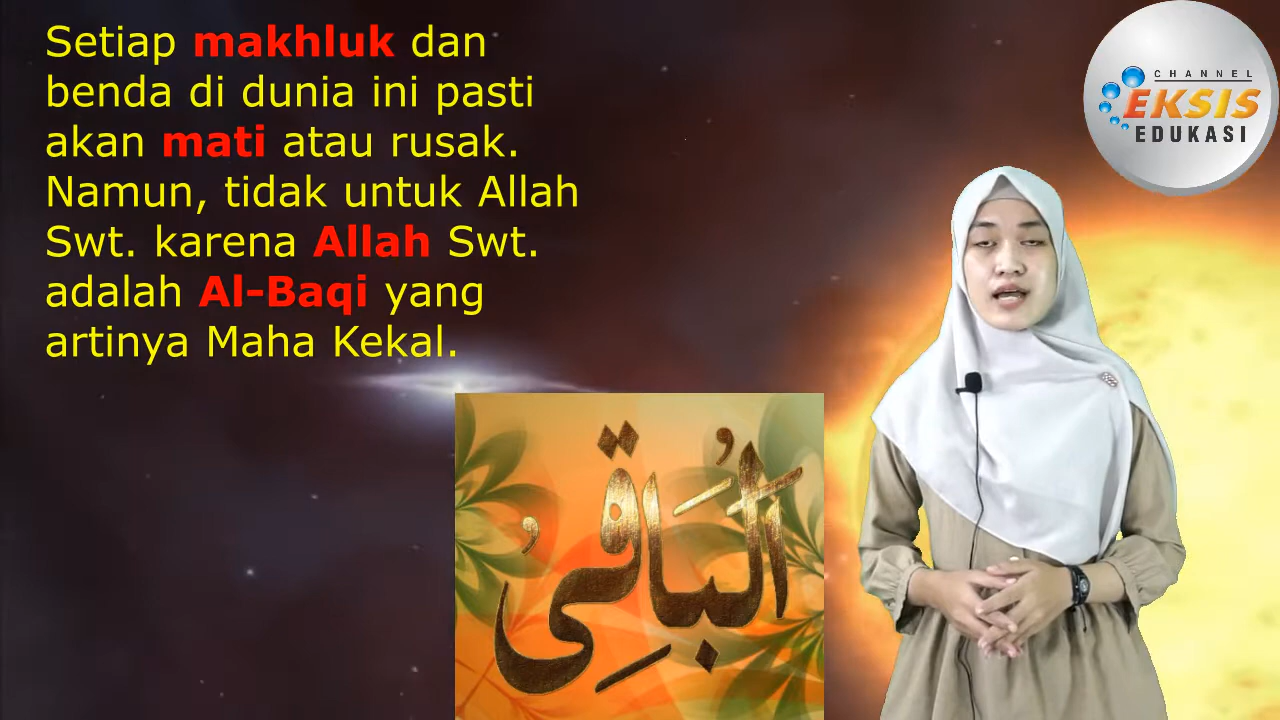 Setiap makhluk dan
benda di dunia ini pasti
akan mati atau rusak.
Namun, tidak untuk Allah
Swt. karena Allah Swt.
adalah Al-Baqi yang
artinya Maha Kekal.
CHANNEL
EKSIS
EDUKASI
الْبَاقِيُ